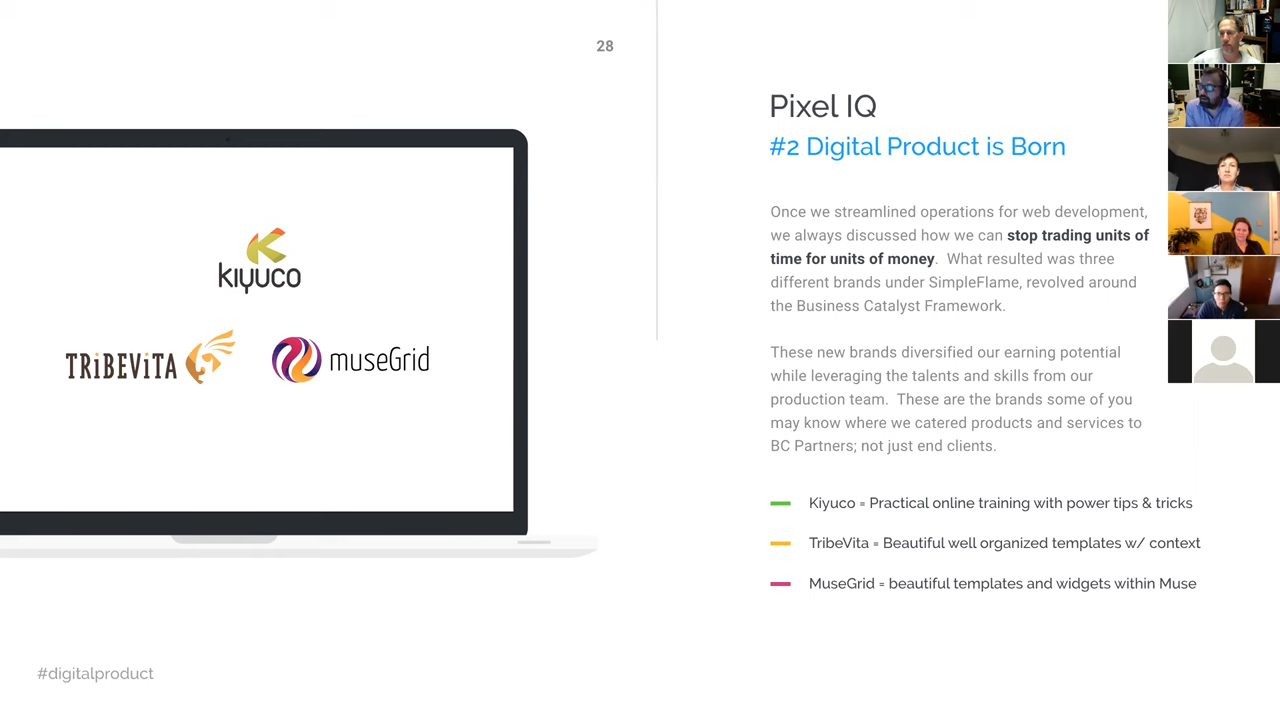 28
kiyuco
TRiBEViTA
museGrid
Pixel IQ
#2 Digital Product is Born
Once we streamlined operations for web development,
we always discussed how we can stop trading units of
time for units of money. What resulted was three
different brands under SimpleFlame, revolved around
the Business Catalyst Framework.
These new brands diversified our earning potential
while leveraging the talents and skills from our
production team. These are the brands some of you
may know where we catered products and services to
BC Partners; not just end clients.
Kiyuco = Practical online training with power tips & tricks
TribeVita = Beautiful well organized templates w/ context
MuseGrid = beautiful templates and widgets within Muse
#digitalproduct